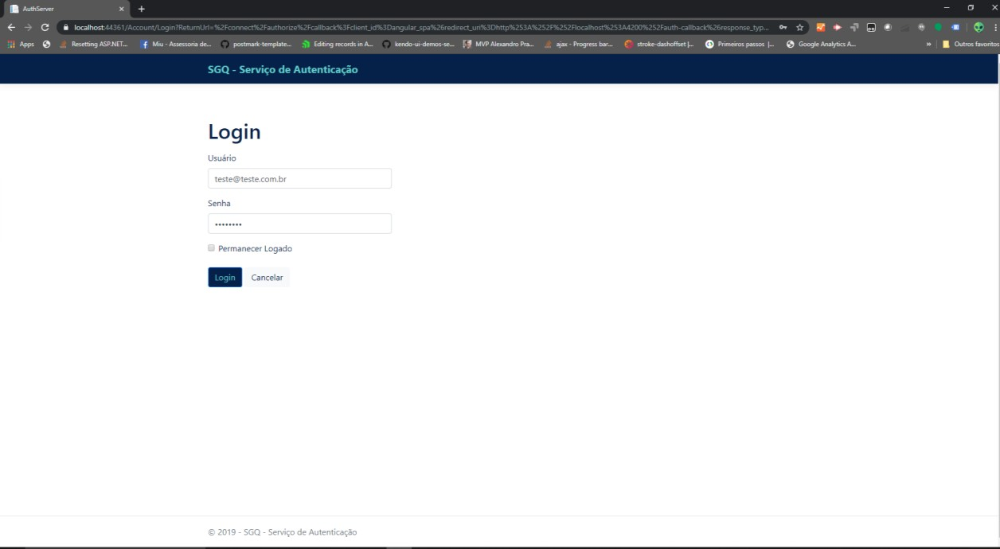 AuthServer
localhost:44361/Account/Login?ReturnUrl=%2Fconnect%2Fauthorize%2Fcallback%3Fclient_id%3Dangular_spa%26redirect_uri%3Dhttp%253A%252F%252Flocalhost%253A4200%252Fauth-callback%26response_typ...
Apps Resetting ASP.NET... Miu - Assessoria de... postmark-template... Editing records in A... kendo-ui-demos-se... MVP Alexandro Pra... ajax - Progress bar... stroke-dashoffset |... Primeiros passos |... Google Analytics A... » Outros favoritos
SGQ - Serviço de Autenticação
Login
Usuário
teste@teste.com.br
Senha
••••••••
Permanecer Logado
Login Cancelar
© 2019 - SGQ - Serviço de Autenticação